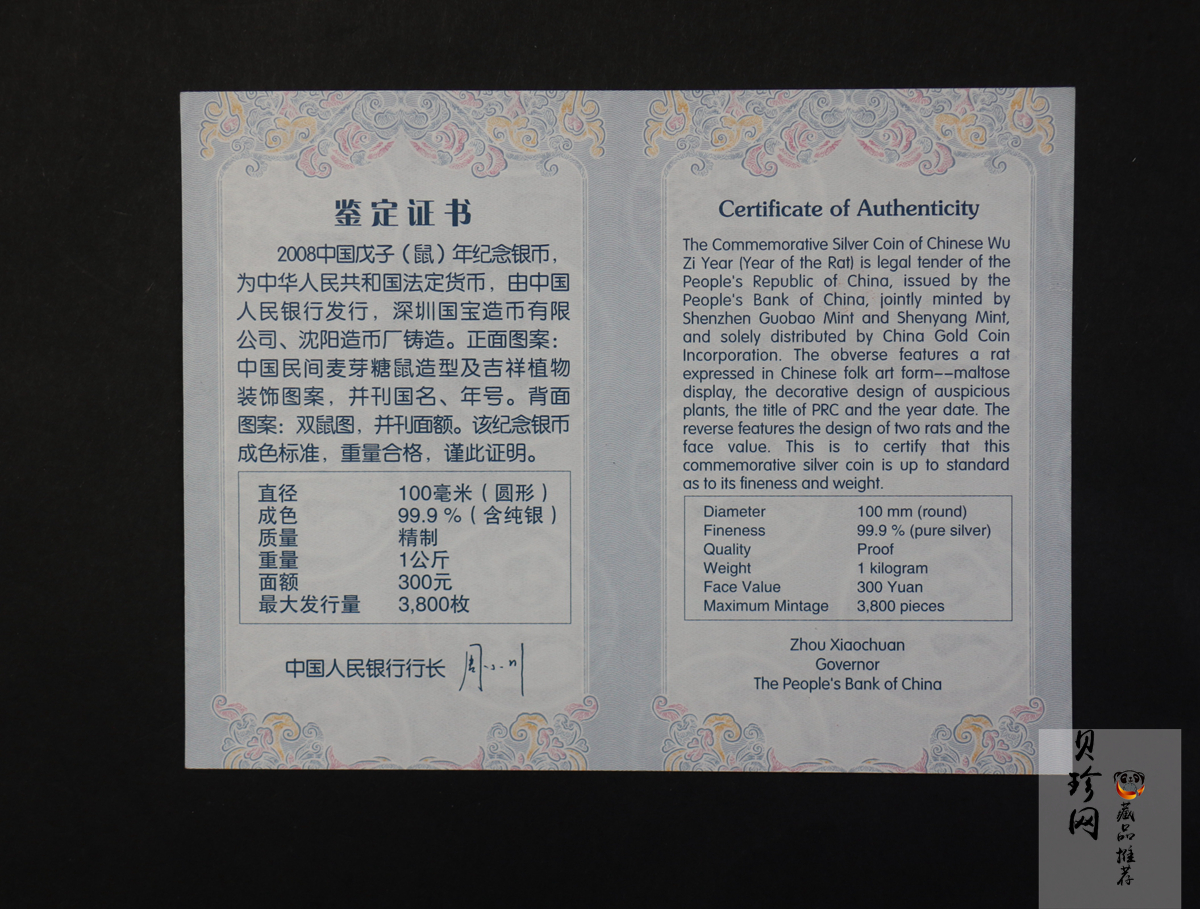 鉴定证书
2008中国戊子（鼠）年纪念银币，
为中华人民共和国法定货币，由中国
人民银行发行，深圳国宝造币有限
公司、沈阳造币厂铸造。正面图案：
中国民间麦芽糖鼠造型及吉祥植物
装饰图案，并刊国名、年号。背面
图案：双鼠图，并刊面额。该纪念银币
成色标准，重量合格，谨此证明。
直径 100毫米（圆形）
成色 99.9 %（含纯银）
质量 精制
重量 1公斤
面额 300元
最大发行量 3,800枚
中国人民银行行长 周小川
Certificate of Authenticity
The Commemorative Silver Coin of Chinese Wu
Zi Year (Year of the Rat) is legal tender of the
People's Republic of China, issued by the
People's Bank of China, jointly minted by
Shenzhen Guobao Mint and Shenyang Mint,
and solely distributed by China Gold Coin
Incorporation. The obverse features a rat
expressed in Chinese folk art form--maltose
display, the decorative design of auspicious
plants, the title of PRC and the year date. The
reverse features the design of two rats and the
face value. This is to certify that this
commemorative silver coin is up to standard
as to its fineness and weight.
Diameter 100 mm (round)
Fineness 99.9 % (pure silver)
Quality Proof
Weight 1 kilogram
Face Value 300 Yuan
Maximum Mintage 3,800 pieces
Zhou Xiaochuan
Governor
The People's Bank of China
贝珍网
藏品推荐